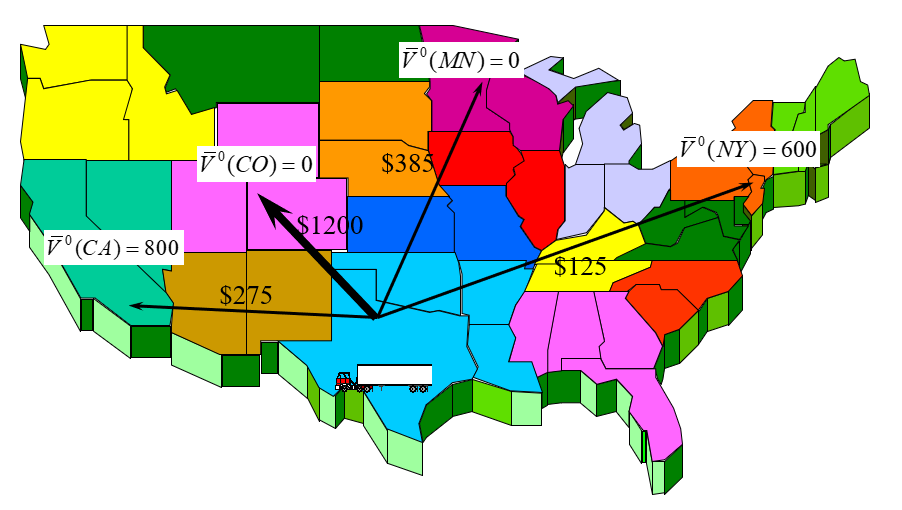 V̅⁰(MN) = 0
V̅⁰(NY) = 600
V̅⁰(CO) = 0
$385
$1200
V̅⁰(CA) = 800
$125
$275